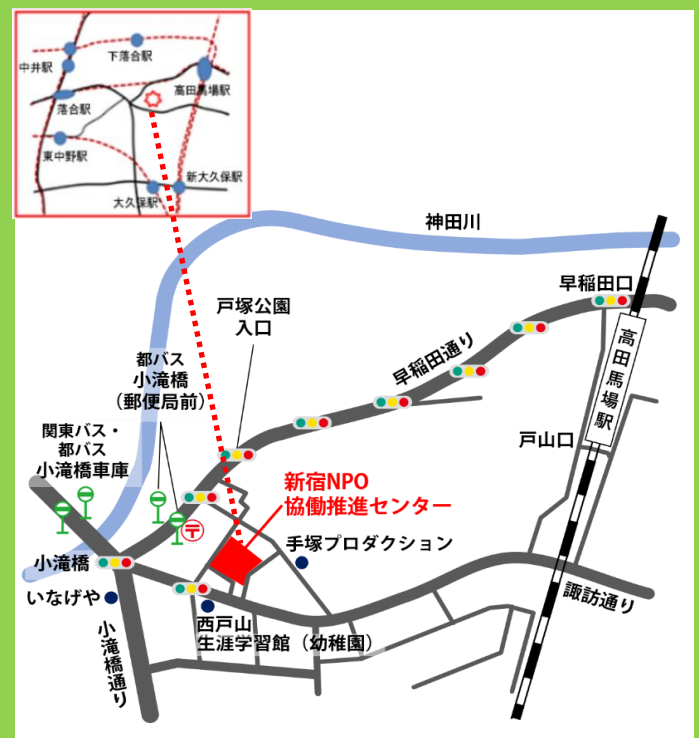 下落合駅
中井駅
高田馬場駅
落合駅
東中野駅
新大久保駅
大久保駅
神田川
早稲田口
戸塚公園
入口
早稲田通り
高田馬場駅
都バス
小滝橋
（郵便局前）
関東バス・
都バス
小滝橋車庫
戸山口
新宿NPO
協働推進センター
〒
手塚プロダクション
小滝橋
いなげや
諏訪通り
西戸山
生涯学習館（幼稚園）
小滝橋通り